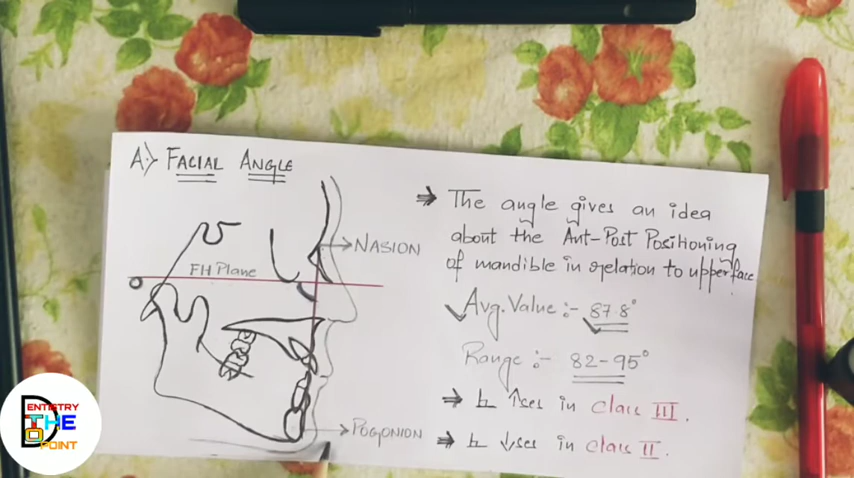 A:) FACIAL ANGLE
NASION
FH Plane
POGONION
⇒ The angle gives an idea
about the Ant-Post Positioning
of mandible in relation to upperface
Avg. Value :- 87.8°
Range :- 82-95°
⇒ ↑ses in class III.
⇒ ↓ses in class II.
DENTISTRY
THE
POINT